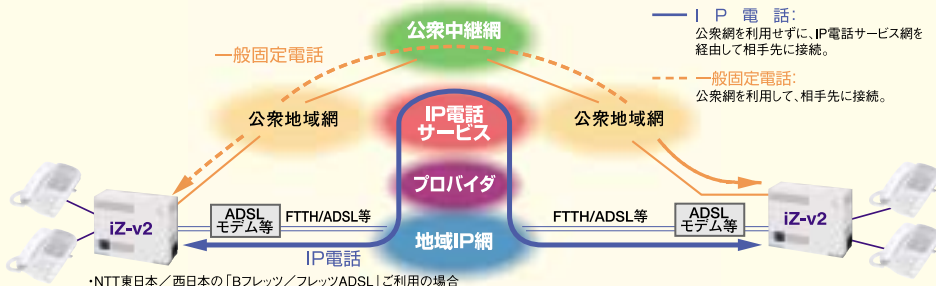 公衆中継網
一般固定電話
公衆地域網
IP電話
サービス
公衆地域網
プロバイダ
地域IP網
iZ-v2
ADSL
モデム等
FTTH/ADSL等
IP電話
FTTH/ADSL等
ADSL
モデム等
iZ-v2
IP電話:
公衆網を利用せずに、IP電話サービス網を
経由して相手先に接続。
一般固定電話:
公衆網を利用して、相手先に接続。
・NTT東日本/西日本の「Bフレッツ/フレッツADSL」ご利用の場合